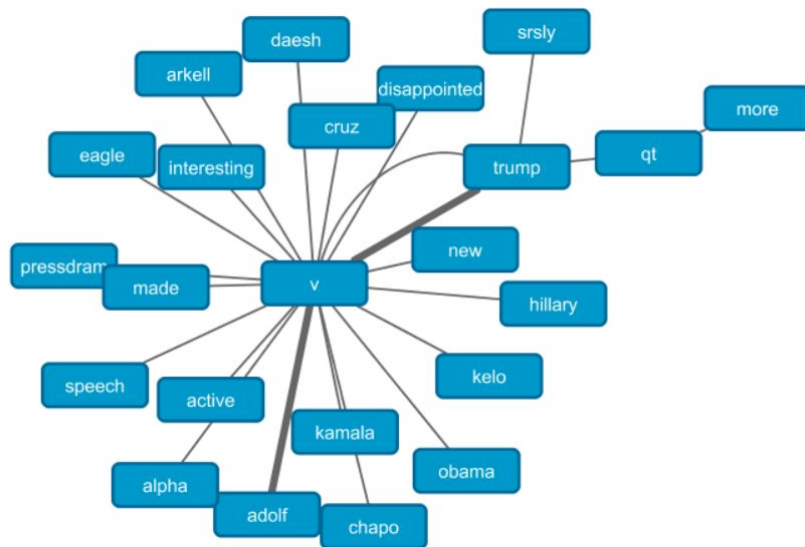 srsly
daesh
arkell
disappointed
more
cruz
eagle
interesting
trump
qt
new
pressdram
made
v
hillary
kelo
speech
active
kamala
obama
alpha
adolf
chapo